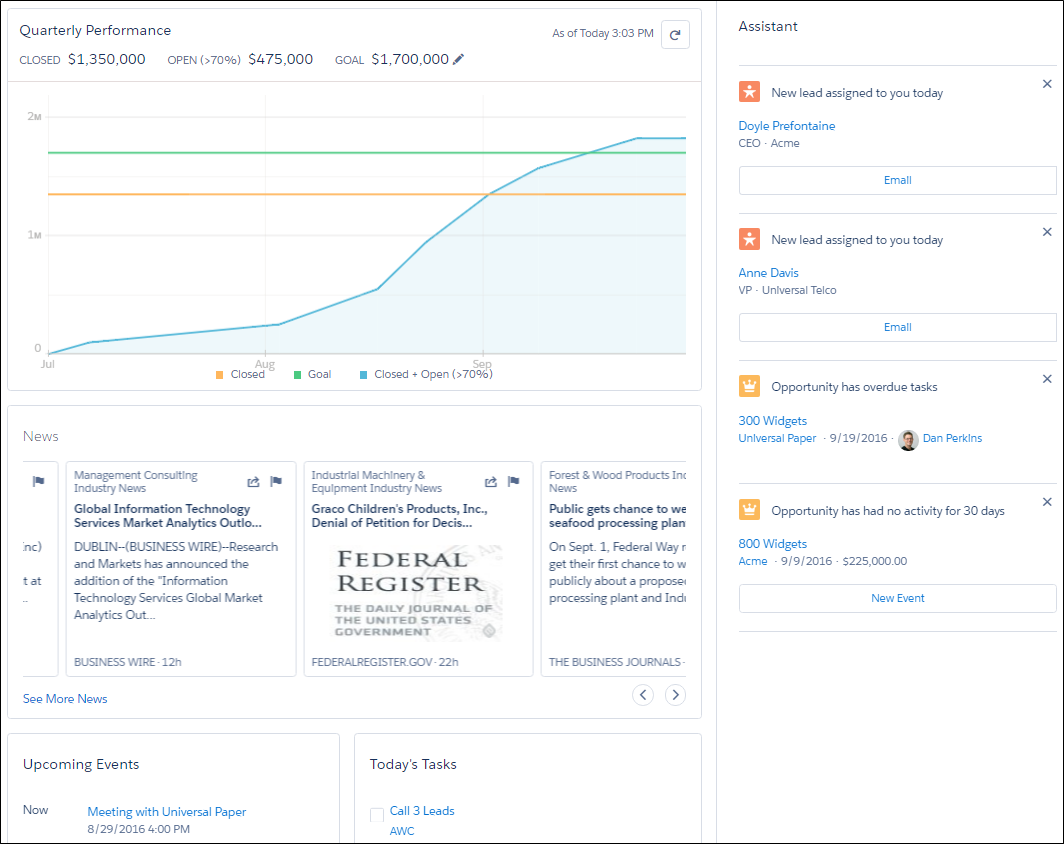 Quarterly Performance
As of Today 3:03 PM
CLOSED $1,350,000 OPEN (>70%) $475,000 GOAL $1,700,000
2M
1M
0
Jul Aug Sep
Closed Goal Closed + Open (>70%)
News
:nc)
t at
...
Management Consulting
Industry News
Global Information Technology
Services Market Analytics Outlo...
DUBLIN--(BUSINESS WIRE)--Research
and Markets has announced the
addition of the "Information
Technology Services Global Market
Analytics Out...
BUSINESS WIRE · 12h
Industrial Machinery &
Equipment Industry News
Graco Children's Products, Inc.,
Denial of Petition for Decis...
FEDERAL
REGISTER
THE DAILY JOURNAL OF
THE UNITED STATES
GOVERNMENT
FEDERALREGISTER.GOV · 22h
Forest & Wood Products Inc
News
Public gets chance to we
seafood processing plan
On Sept. 1, Federal Way r
get their first chance to w
publicly about a propose
processing plant and Indu
THE BUSINESS JOURNALS ·
See More News
Upcoming Events
Now
Meeting with Universal Paper
8/29/2016 4:00 PM
Today's Tasks
Call 3 Leads
AWC
Assistant
New lead assigned to you today
Doyle Prefontaine
CEO · Acme
Email
New lead assigned to you today
Anne Davis
VP · Universal Telco
Email
Opportunity has overdue tasks
300 Widgets
Universal Paper · 9/19/2016 · Dan Perkins
Opportunity has had no activity for 30 days
800 Widgets
Acme · 9/9/2016 · $225,000.00
New Event